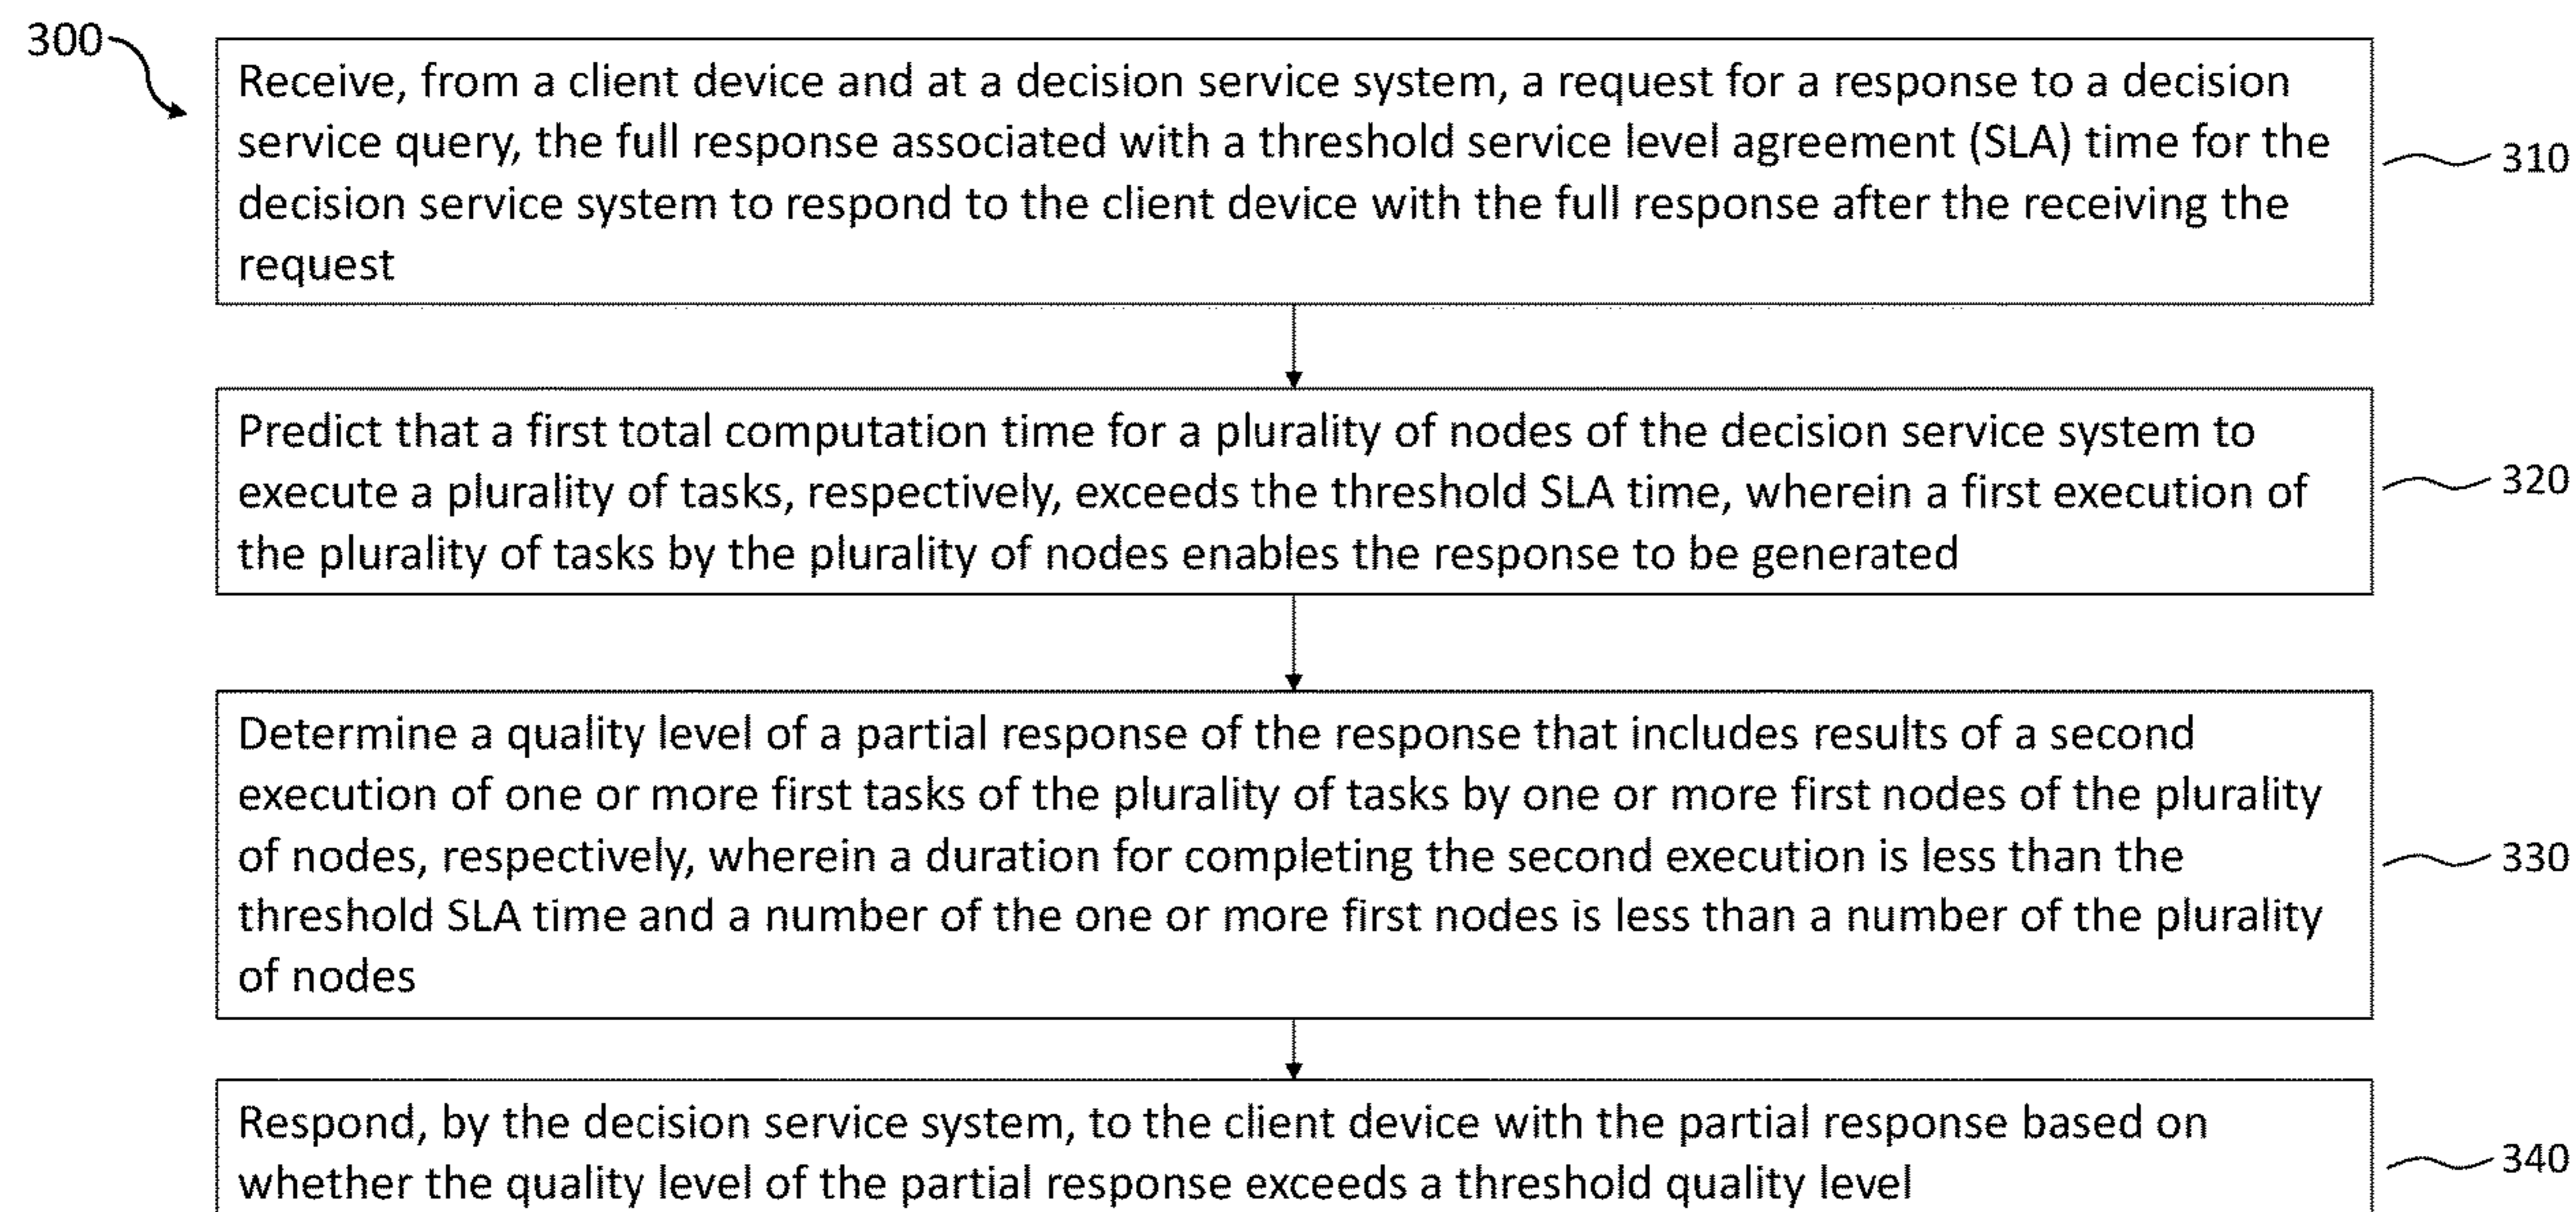 300
Receive, from a client device and at a decision service system, a request for a response to a decision
service query, the full response associated with a threshold service level agreement (SLA) time for the
decision service system to respond to the client device with the full response after the receiving the
request
310
Predict that a first total computation time for a plurality of nodes of the decision service system to
execute a plurality of tasks, respectively, exceeds the threshold SLA time, wherein a first execution of
the plurality of tasks by the plurality of nodes enables the response to be generated
320
Determine a quality level of a partial response of the response that includes results of a second
execution of one or more first tasks of the plurality of tasks by one or more first nodes of the plurality
of nodes, respectively, wherein a duration for completing the second execution is less than the
threshold SLA time and a number of the one or more first nodes is less than a number of the plurality
of nodes
330
Respond, by the decision service system, to the client device with the partial response based on
whether the quality level of the partial response exceeds a threshold quality level
340